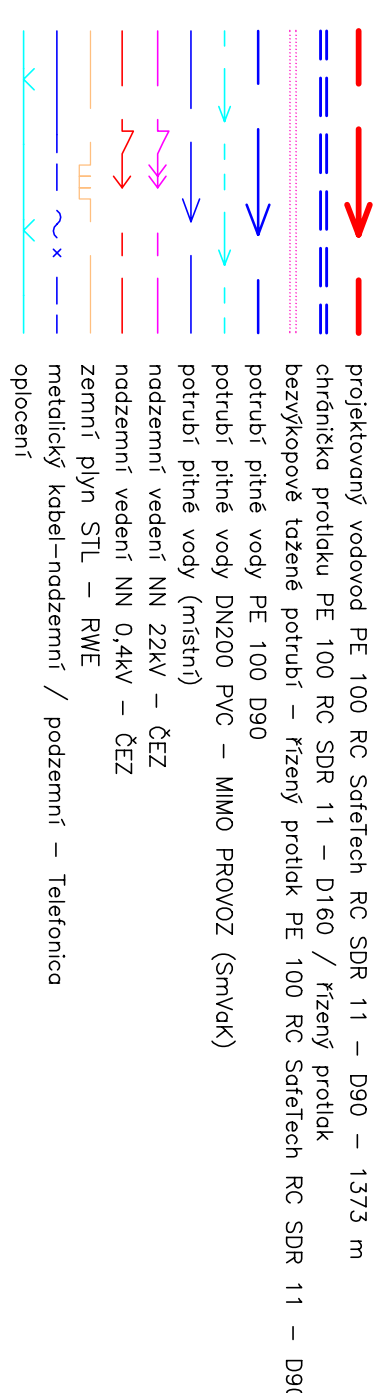 projektovaný vodovod PE 100 RC SafeTech RC SDR 11 – D90 – 1373 m
chránička protlaku PE 100 RC SDR 11 – D160 / řízený protlak
bezvýkopově tažené potrubí – řízený protlak PE 100 RC SafeTech RC SDR 11 –
potrubí pitné vody PE 100 D90
potrubí pitné vody DN200 PVC – MIMO PROVOZ (SmVaK)
potrubí pitné vody (místní)
nadzemní vedení NN 22kV – ČEZ
nadzemní vedení NN 0,4kV – ČEZ
zemní plyn STL – RWE
metalický kabel–nadzemní / podzemní – Telefonica
oplocení